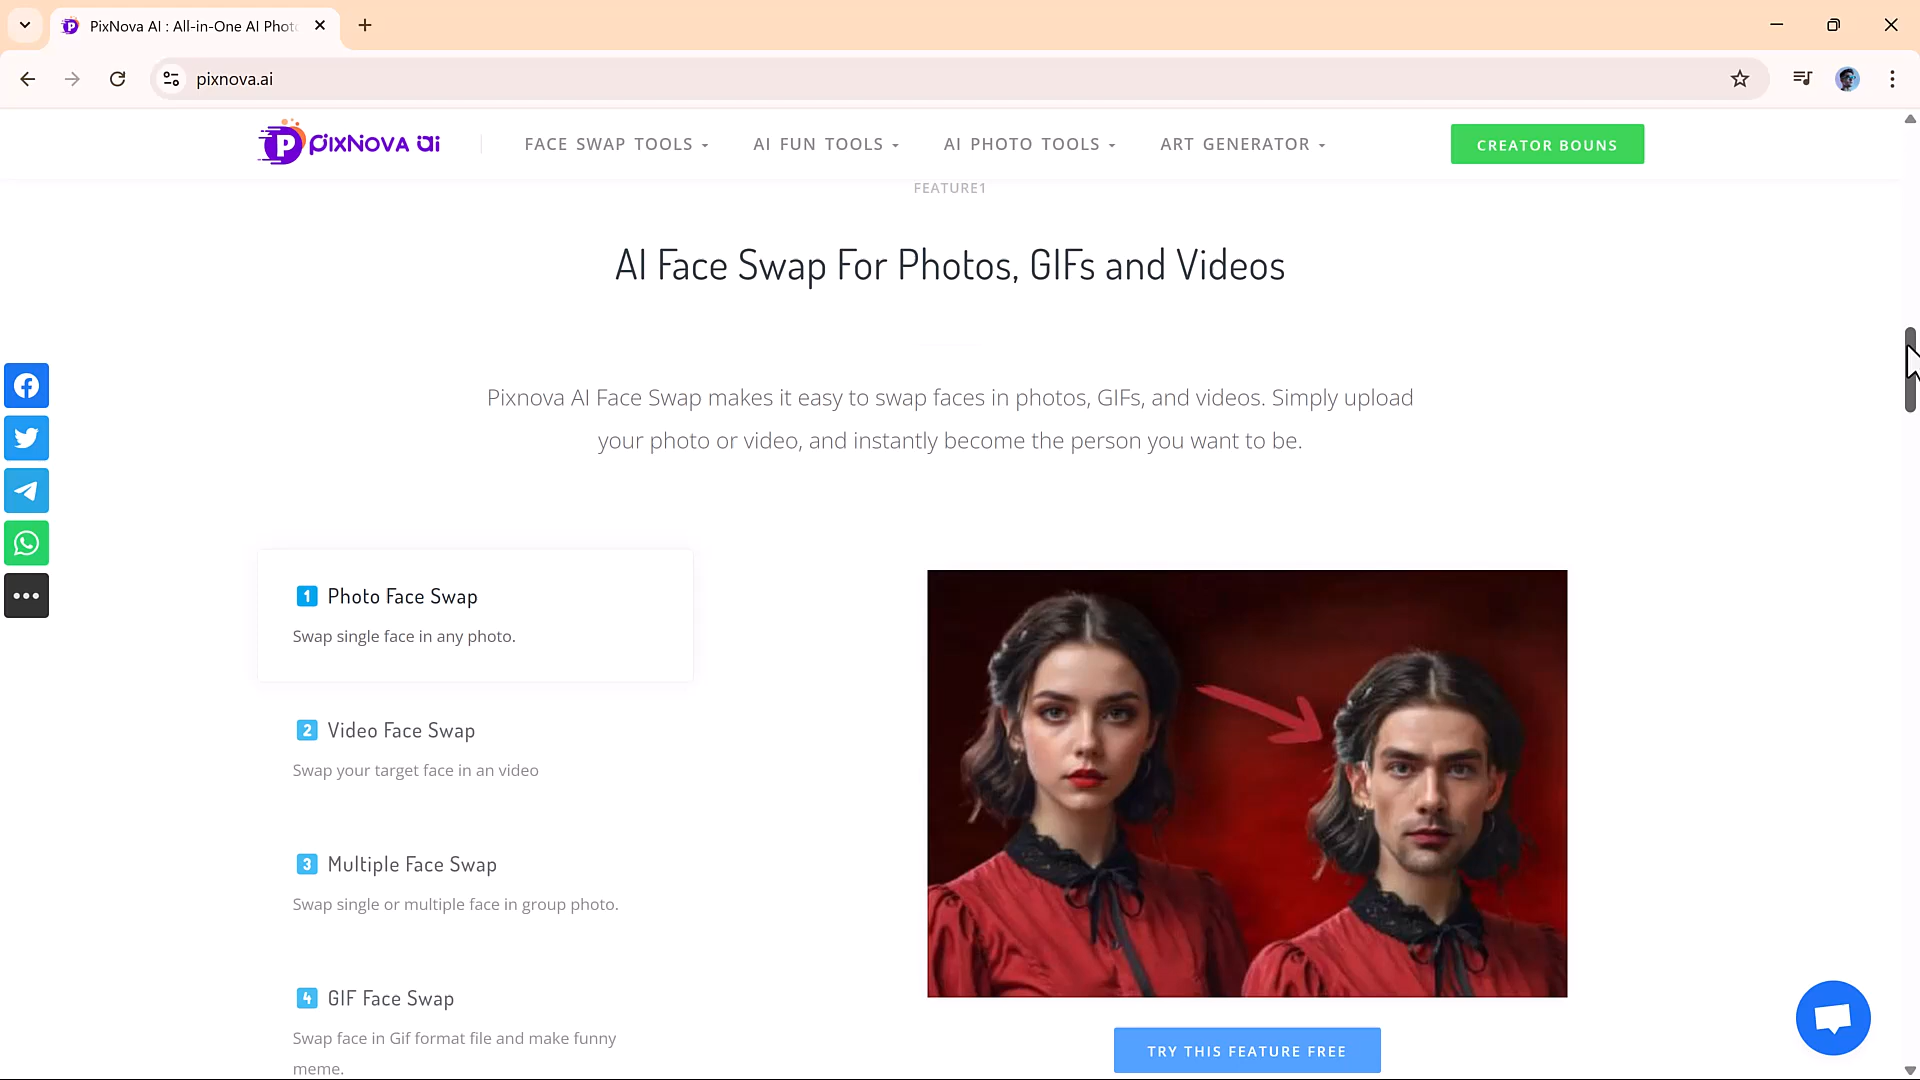 PixNova AI : All-in-One AI Phot
pixnova.ai
PixNova ai
FACE SWAP TOOLS
AI FUN TOOLS
AI PHOTO TOOLS
ART GENERATOR
CREATOR BOUNS
FEATURE1
AI Face Swap For Photos, GIFs and Videos
Pixnova AI Face Swap makes it easy to swap faces in photos, GIFs, and videos. Simply upload
your photo or video, and instantly become the person you want to be.
1 Photo Face Swap
Swap single face in any photo.
2 Video Face Swap
Swap your target face in an video
3 Multiple Face Swap
Swap single or multiple face in group photo.
4 GIF Face Swap
Swap face in Gif format file and make funny
meme.
TRY THIS FEATURE FREE